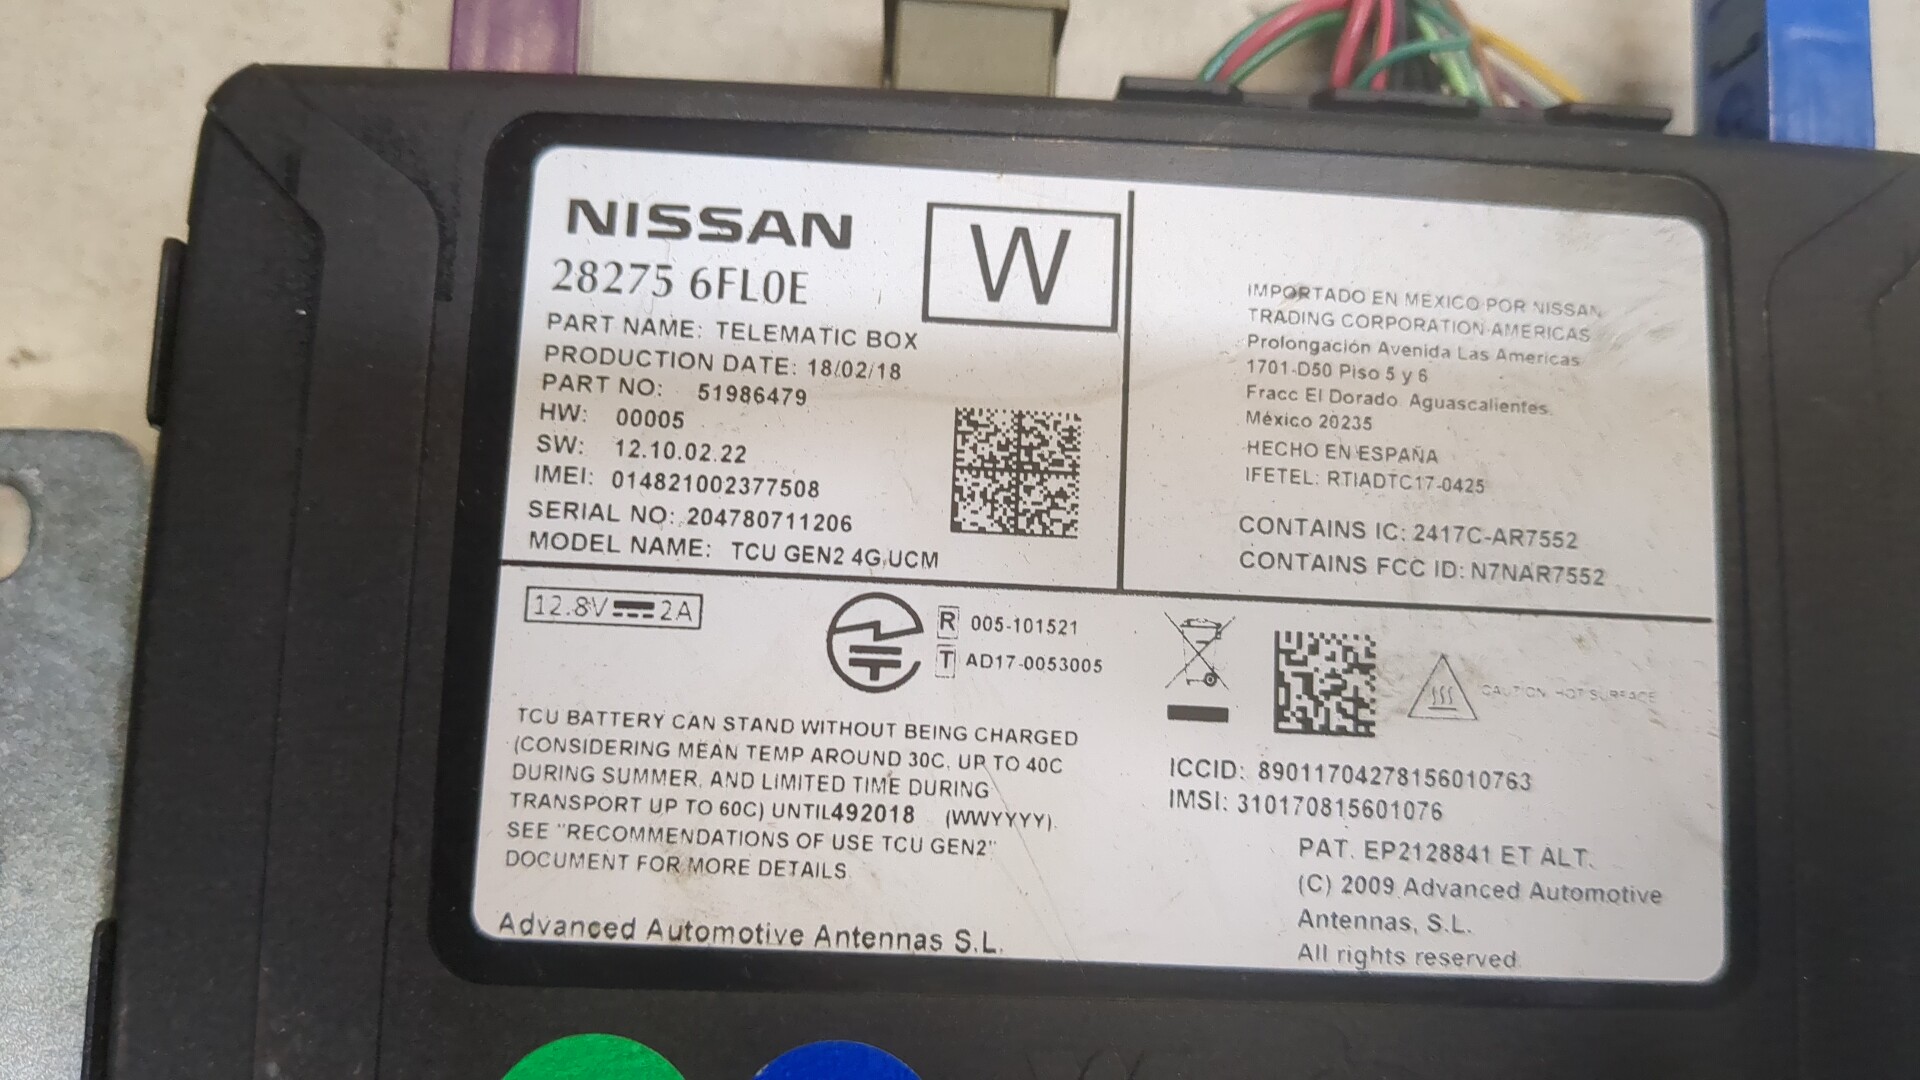 NISSAN
28275 6FL0E
W
PART NAME: TELEMATIC BOX
PRODUCTION DATE: 18/02/18
PART NO: 51986479
HW: 00005
SW: 12.10.02.22
IMEI: 014821002377508
SERIAL NO: 204780711206
MODEL NAME: TCU GEN2 4G UCM
IMPORTADO EN MEXICO POR NISSAN
TRADING CORPORATION AMERICAS
Prolongación Avenida Las Americas
1701-D50 Piso 5 y 6
Fracc El Dorado Aguascalientes.
México 20235
HECHO EN ESPAÑA
IFETEL: RTIADTC17-0425
CONTAINS IC: 2417C-AR7552
CONTAINS FCC ID: N7NAR7552
12.8V 2A
R 005-101521
T AD17-0053005
CAUTION HOT SURFACE
TCU BATTERY CAN STAND WITHOUT BEING CHARGED
(CONSIDERING MEAN TEMP AROUND 30C, UP TO 40C
DURING SUMMER, AND LIMITED TIME DURING
TRANSPORT UP TO 60C) UNTIL492018 (WWYYYY).
SEE "RECOMMENDATIONS OF USE TCU GEN2"
DOCUMENT FOR MORE DETAILS.
Advanced Automotive Antennas S.L.
ICCID: 89011704278156010763
IMSI: 310170815601076
PAT. EP2128841 ET ALT.
(C) 2009 Advanced Automotive
Antennas, S.L.
All rights reserved.